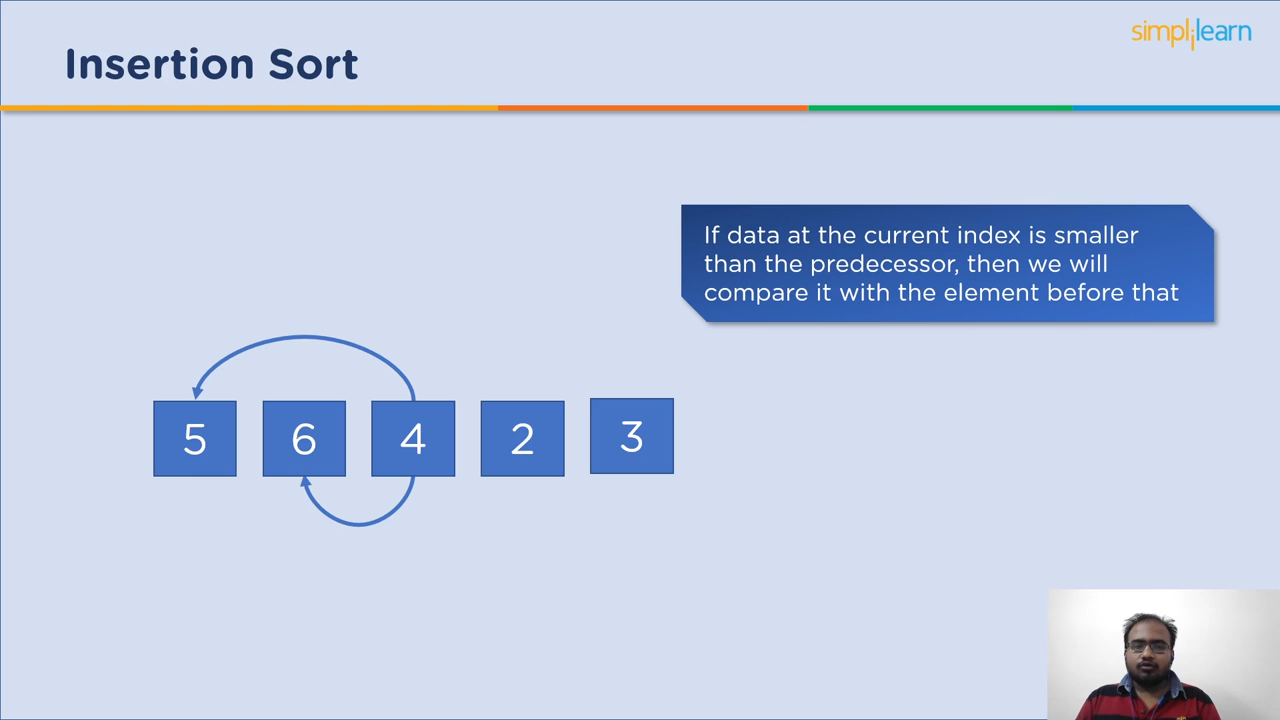 Insertion Sort
simplilearn
If data at the current index is smaller
than the predecessor, then we will
compare it with the element before that
5 6 4 2 3